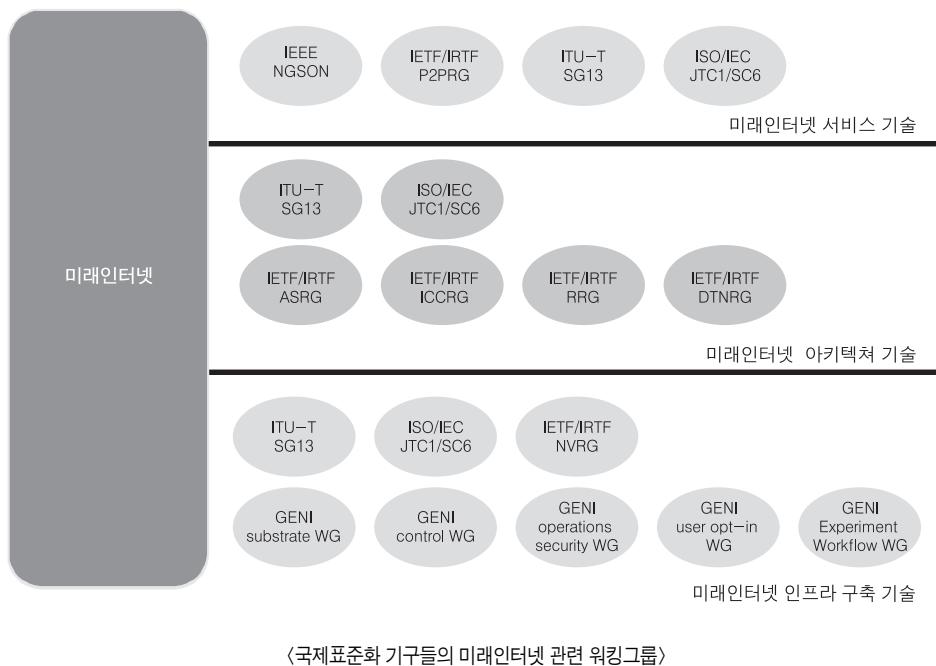 미래인터넷
IEEE
NGSON
IETF/IRTF
P2PRG
ITU-T
SG13
ISO/IEC
JTC1/SC6
미래인터넷 서비스 기술
ITU-T
SG13
ISO/IEC
JTC1/SC6
IETF/IRTF
ASRG
IETF/IRTF
ICCRG
IETF/IRTF
RRG
IETF/IRTF
DTNRG
미래인터넷 아키텍쳐 기술
ITU-T
SG13
ISO/IEC
JTC1/SC6
IETF/IRTF
NVRG
GENI
substrate WG
GENI
control WG
GENI
operations
security WG
GENI
user opt-in
WG
GENI
Experiment
Workflow WG
미래인터넷 인프라 구축 기술
〈국제표준화 기구들의 미래인터넷 관련 워킹그룹〉